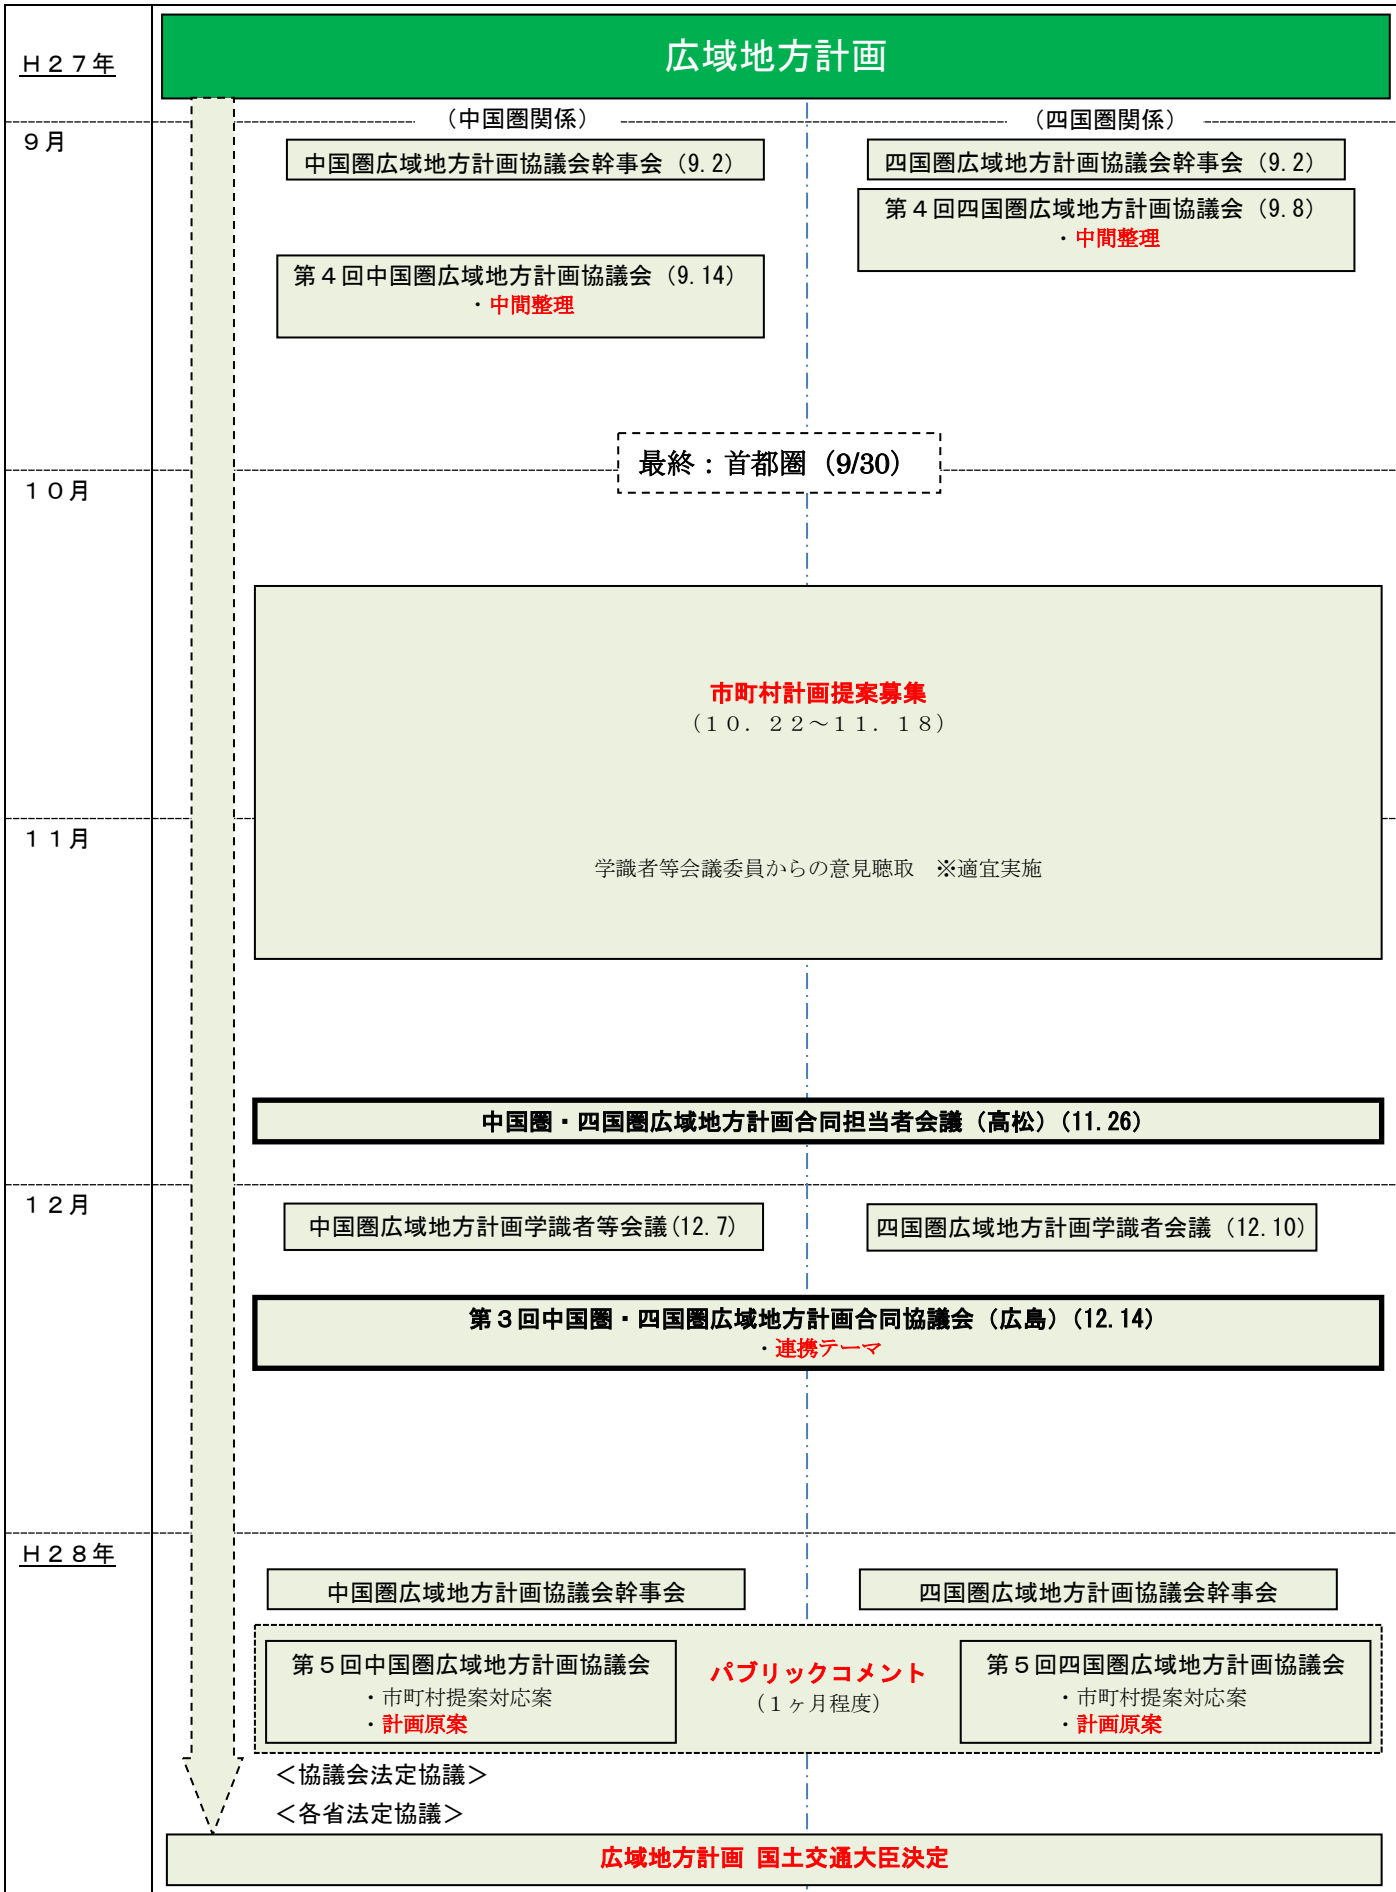 Ｈ２７年
広域地方計画
（中国圏関係）
（四国圏関係）
９月
中国圏広域地方計画協議会幹事会（9.2）
四国圏広域地方計画協議会幹事会（9.2）
第４回四国圏広域地方計画協議会（9.8）
・中間整理
第４回中国圏広域地方計画協議会（9.14）
・中間整理
最終：首都圏（9/30）
１０月
市町村計画提案募集
（１０．２２～１１．１８）
１１月
学識者等会議委員からの意見聴取　※適宜実施
中国圏・四国圏広域地方計画合同担当者会議（高松）(11.26)
１２月
中国圏広域地方計画学識者等会議(12.7)
四国圏広域地方計画学識者会議（12.10)
第３回中国圏・四国圏広域地方計画合同協議会（広島）(12.14)
・連携テーマ
Ｈ２８年
中国圏広域地方計画協議会幹事会
四国圏広域地方計画協議会幹事会
第５回中国圏広域地方計画協議会
・市町村提案対応案
・計画原案
パブリックコメント
（１ヶ月程度）
第５回四国圏広域地方計画協議会
・市町村提案対応案
・計画原案
＜協議会法定協議＞
＜各省法定協議＞
広域地方計画 国土交通大臣決定